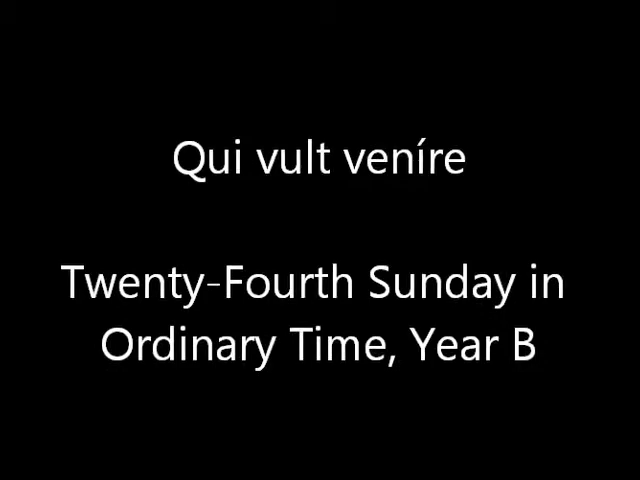 Qui vult veníre
Twenty-Fourth Sunday in
Ordinary Time, Year B